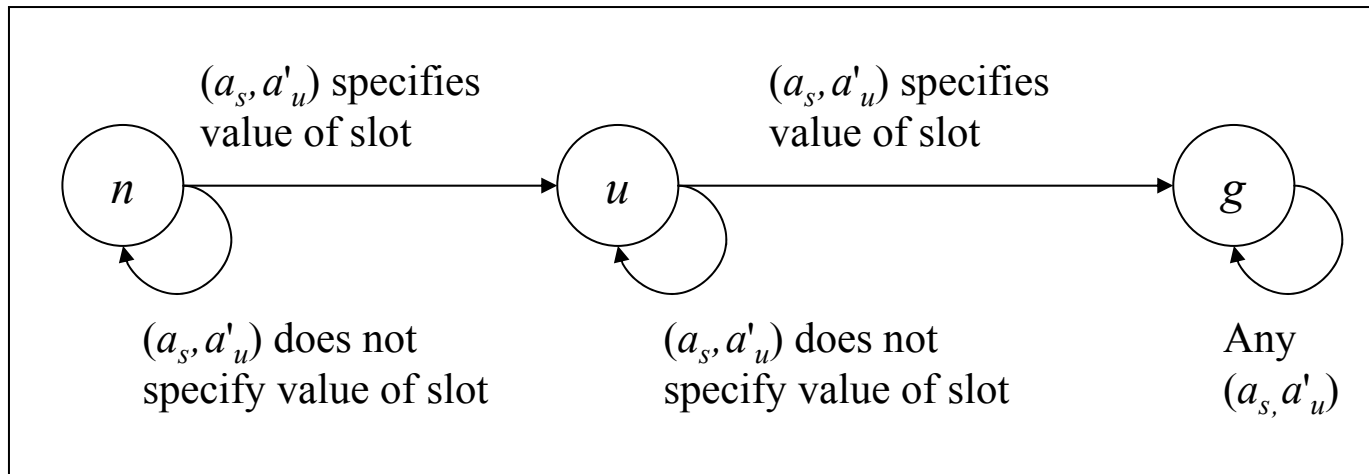 (a_s, a'_u) specifies
value of slot
(a_s, a'_u) specifies
value of slot
n
u
g
(a_s, a'_u) does not
specify value of slot
(a_s, a'_u) does not
specify value of slot
Any
(a_s, a'_u)